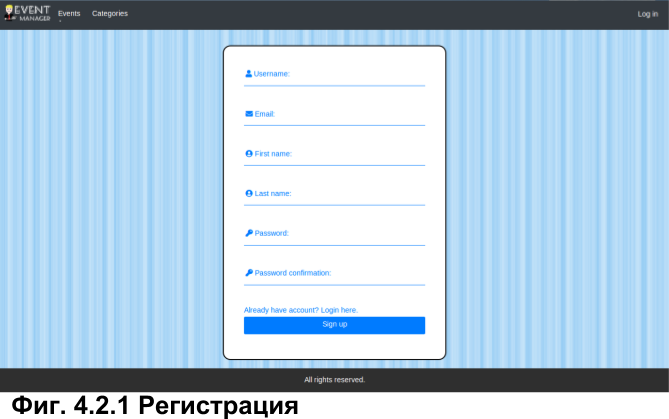 EVENT
MANAGER
Events
Categories
Log in
Username:
Email:
First name:
Last name:
Password:
Password confirmation:
Already have account? Login here.
Sign up
All rights reserved.
Фиг. 4.2.1 Регистрация